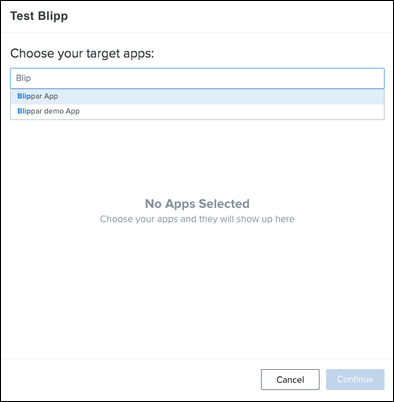 Test Blipp
Choose your target apps:
Blip
Blippar App
Blippar demo App
No Apps Selected
Choose your apps and they will show up here
Cancel
Continue